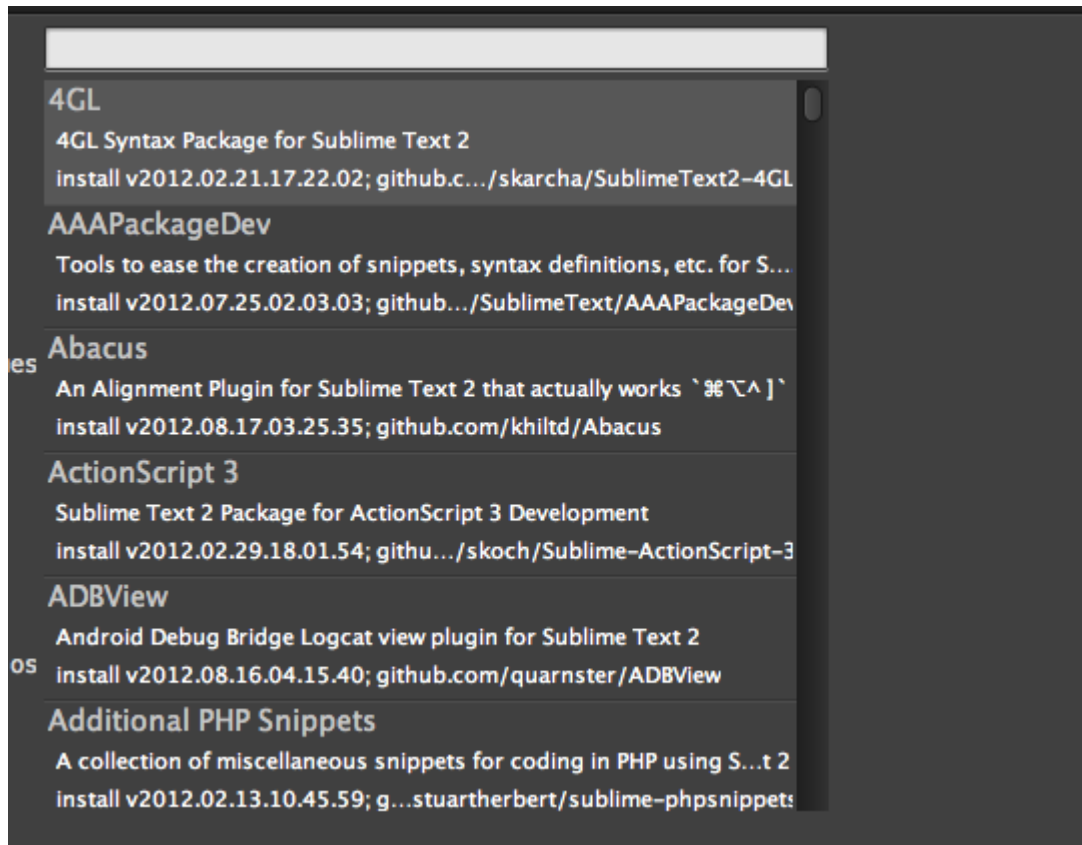 4GL
4GL Syntax Package for Sublime Text 2
install v2012.02.21.17.22.02; github.c.../skarcha/SublimeText2-4GL
AAAPackageDev
Tools to ease the creation of snippets, syntax definitions, etc. for S...
install v2012.07.25.02.03.03; github.../SublimeText/AAAPackageDev
Abacus
es
An Alignment Plugin for Sublime Text 2 that actually works `⌘⌥^]`
install v2012.08.17.03.25.35; github.com/khiltd/Abacus
ActionScript 3
Sublime Text 2 Package for ActionScript 3 Development
install v2012.02.29.18.01.54; githu.../skoch/Sublime-ActionScript-3
ADBView
Android Debug Bridge Logcat view plugin for Sublime Text 2
os
install v2012.08.16.04.15.40; github.com/quarnster/ADBView
Additional PHP Snippets
A collection of miscellaneous snippets for coding in PHP using S...t 2
install v2012.02.13.10.45.59; g...stuartherbert/sublime-phpsnippets